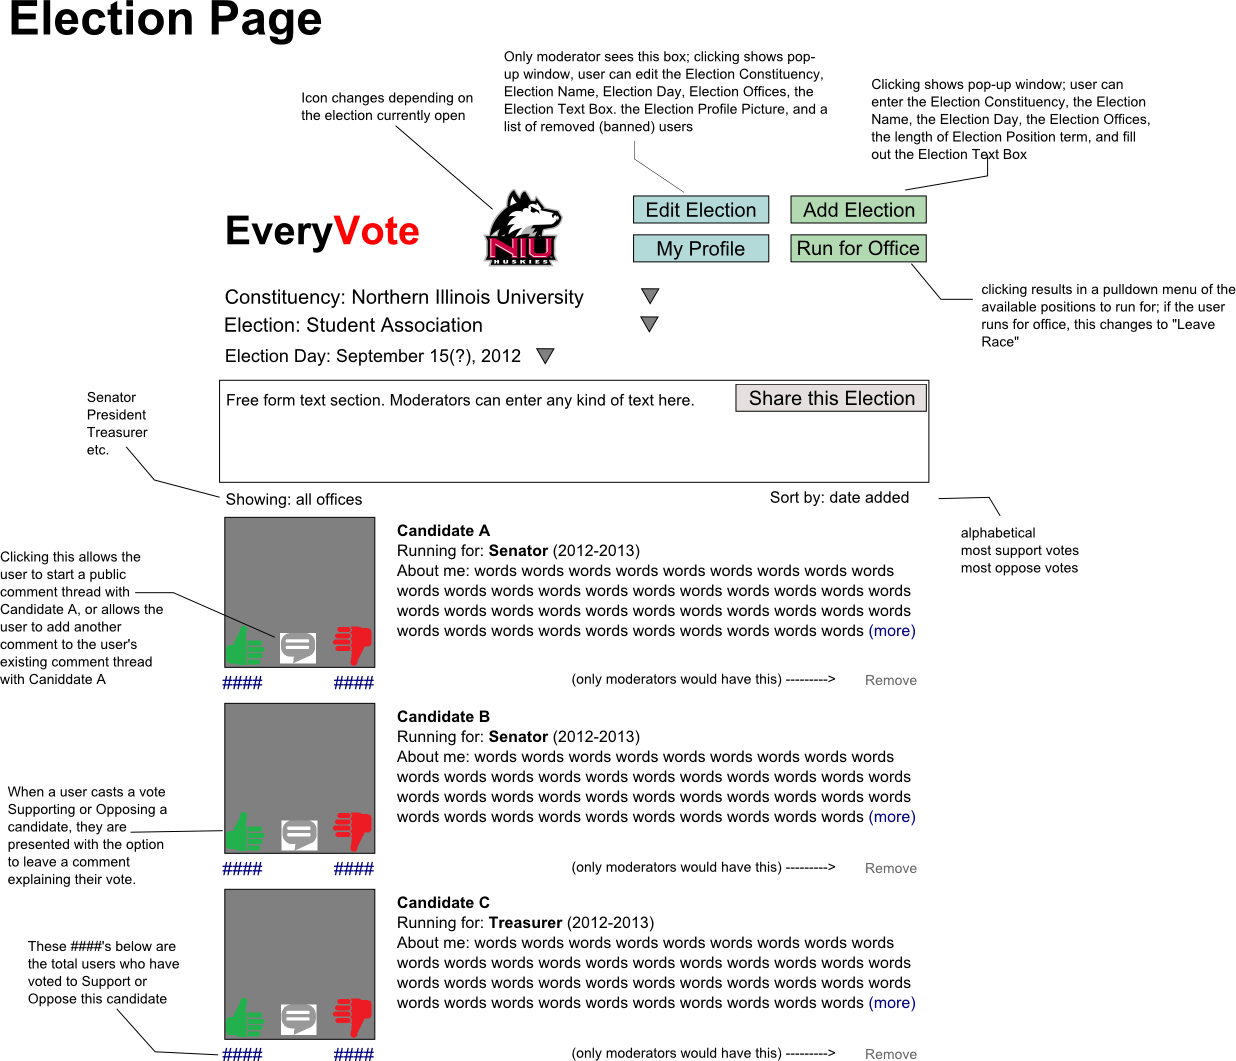 Election Page
Only moderator sees this box; clicking shows pop-
up window, user can edit the Election Constituency,
Election Name, Election Day, Election Offices, the
Election Text Box. the Election Profile Picture, and a
list of removed (banned) users
Clicking shows pop-up window; user can
enter the Election Constituency, the Election
Name, the Election Day, the Election Offices,
the length of Election Position term, and fill
out the Election Text Box
Icon changes depending on
the election currently open
EveryVote
NIU
HUSKIES
Edit Election
Add Election
My Profile
Run for Office
clicking results in a pulldown menu of the
available positions to run for; if the user
runs for office, this changes to "Leave
Race"
Constituency: Northern Illinois University
Election: Student Association
Election Day: September 15(?), 2012
Free form text section. Moderators can enter any kind of text here.
Share this Election
Senator
President
Treasurer
etc.
Showing: all offices
Sort by: date added
alphabetical
most support votes
most oppose votes
Clicking this allows the
user to start a public
comment thread with
Candidate A, or allows the
user to add another
comment to the user's
existing comment thread
with Caniddate A
Candidate A
Running for: Senator (2012-2013)
About me: words words words words words words words words words
words words words words words words words words words words words
words words words words words words words words words words words
words words words words words words words words words words (more)
####
####
(only moderators would have this) --------->
Remove
Candidate B
Running for: Senator (2012-2013)
About me: words words words words words words words words words
words words words words words words words words words words words
words words words words words words words words words words words
words words words words words words words words words words (more)
When a user casts a vote
Supporting or Opposing a
candidate, they are
presented with the option
to leave a comment
explaining their vote.
####
####
(only moderators would have this) --------->
Remove
Candidate C
Running for: Treasurer (2012-2013)
About me: words words words words words words words words words
words words words words words words words words words words words
words words words words words words words words words words words
words words words words words words words words words words (more)
These ####'s below are
the total users who have
voted to Support or
Oppose this candidate
####
####
(only moderators would have this) --------->
Remove